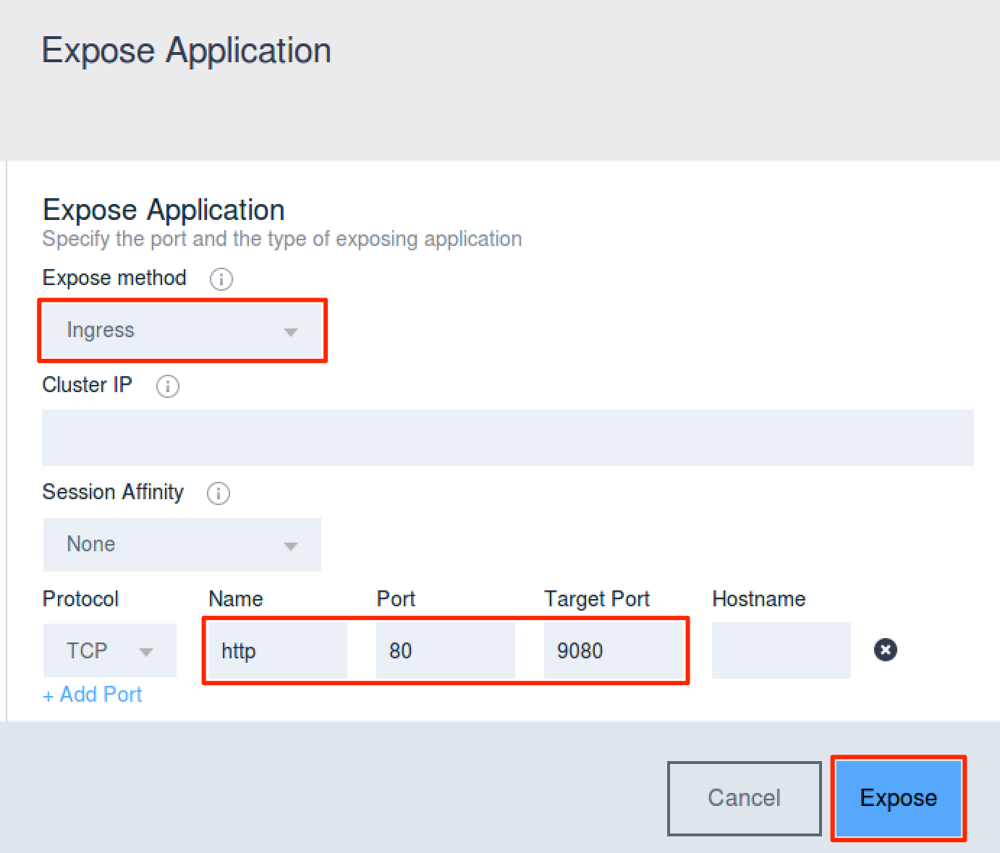 Expose Application
Expose Application
Specify the port and the type of exposing application
Expose method
Ingress
Cluster IP
Session Affinity
None
Protocol Name Port Target Port Hostname
TCP http 80 9080
+ Add Port
Cancel Expose